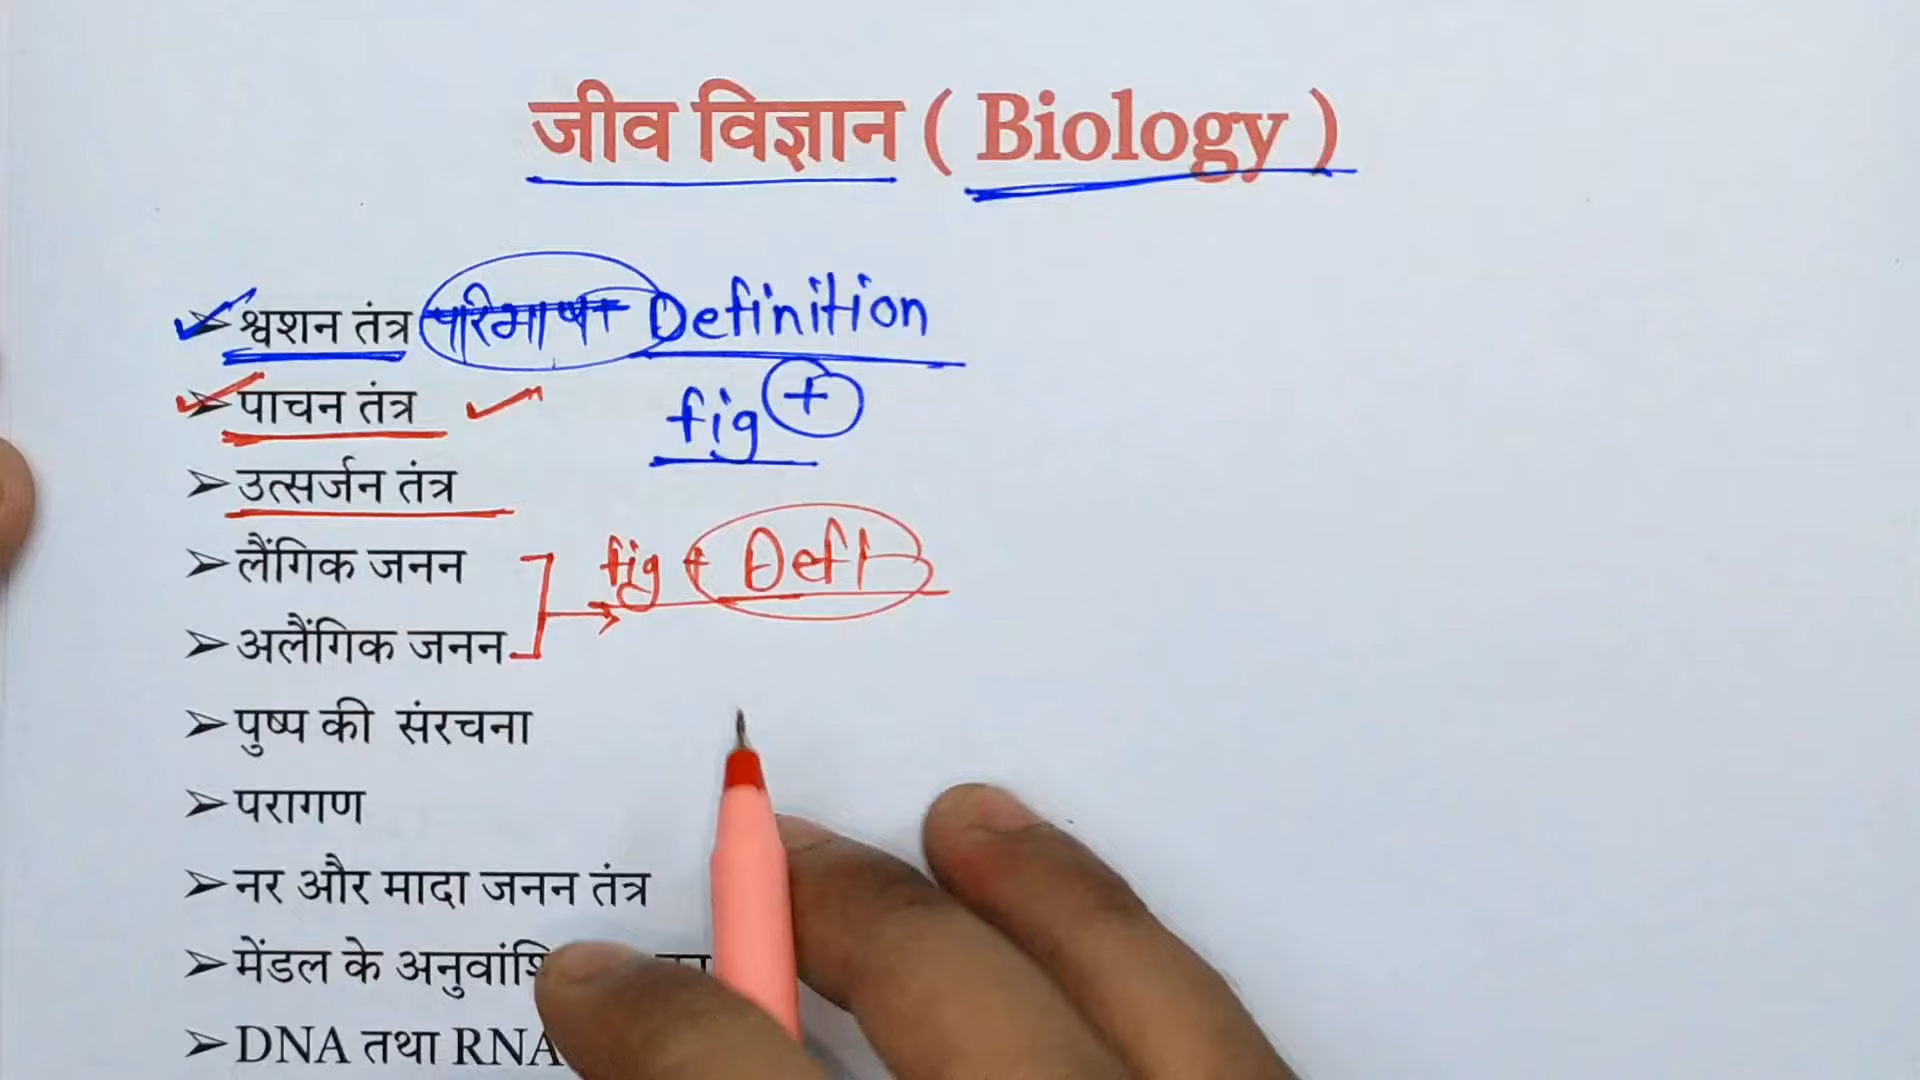 जीव विज्ञान ( Biology )
➢ श्वशन तंत्र परिभाषा Definition
➢ पाचन तंत्र
fig +
➢ उत्सर्जन तंत्र
➢ लैंगिक जनन
fig + Defi
➢ अलैंगिक जनन
➢ पुष्प की संरचना
➢ परागण
➢ नर और मादा जनन तंत्र
➢ मेंडल के
➢ DNA तथा RNA